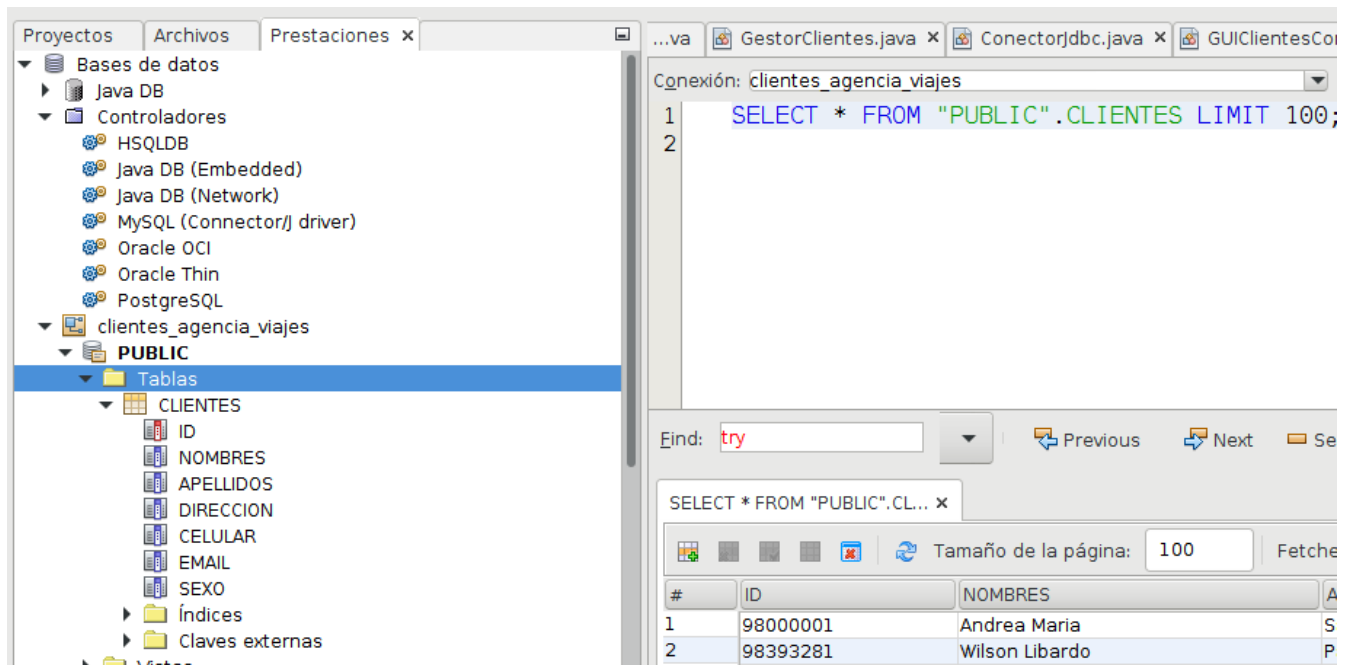 Proyectos Archivos Prestaciones
Bases de datos
Java DB
Controladores
HSQLDB
Java DB (Embedded)
Java DB (Network)
MySQL (Connector/J driver)
Oracle OCI
Oracle Thin
PostgreSQL
clientes_agencia_viajes
PUBLIC
Tablas
CLIENTES
ID
NOMBRES
APELLIDOS
DIRECCION
CELULAR
EMAIL
SEXO
Índices
Claves externas
...va GestorClientes.java ConectorJdbc.java GUIClientesCo
Conexión: clientes_agencia_viajes
1 SELECT * FROM "PUBLIC".CLIENTES LIMIT 100;
2
Find: try Previous Next Se
SELECT * FROM "PUBLIC".CL...
Tamaño de la página: 100 Fetche
# ID NOMBRES A
1 98000001 Andrea Maria S
2 98393281 Wilson Libardo P